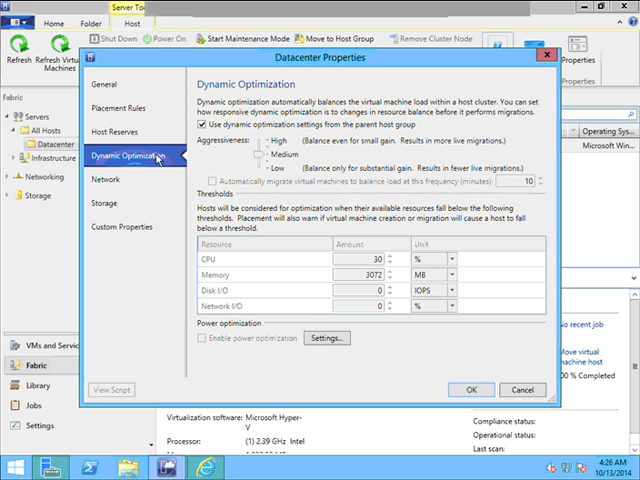 Server Too
Home
Folder
Host
Shut Down
Power On
Start Maintenance Mode
Move to Host Group
Remove Cluster Node
Refresh
Refresh Virtual
Machines
Properties
Properties
Datacenter Properties
Fabric
Servers
All Hosts
Datacenter
Infrastructure
Networking
Storage
General
Placement Rules
Host Reserves
Dynamic Optimization
Network
Storage
Custom Properties
Dynamic Optimization
Dynamic optimization automatically balances the virtual machine load within a host cluster. You can set
how responsive dynamic optimization is to changes in resource balance before it performs migrations.
Use dynamic optimization settings from the parent host group
Aggressiveness:
High (Balance even for small gain. Results in more live migrations.)
Medium
Low (Balance only for substantial gain. Results in fewer live migrations.)
Automatically migrate virtual machines to balance load at this frequency (minutes): 10
Thresholds
Hosts will be considered for optimization when their available resources fall below the following
thresholds. Placement will also warn if virtual machine creation or migration will cause a host to fall
below a threshold.
Resource Amount Unit
CPU 30 %
Memory 3072 MB
Disk I/O 0 IOPS
Network I/O 0 %
Power optimization
Enable power optimization Settings...
View Script
OK
Cancel
Operating Sy...
Microsoft Win...
No recent job
Move virtual
machine host
00 % Completed
VMs and Servic
Fabric
Library
Jobs
Settings
Virtualization software: Microsoft Hyper-
V
Processor: (1) 2.39 GHz Intel
Compliance status:
Operational status:
Last scan:
4:26 AM
10/13/2014